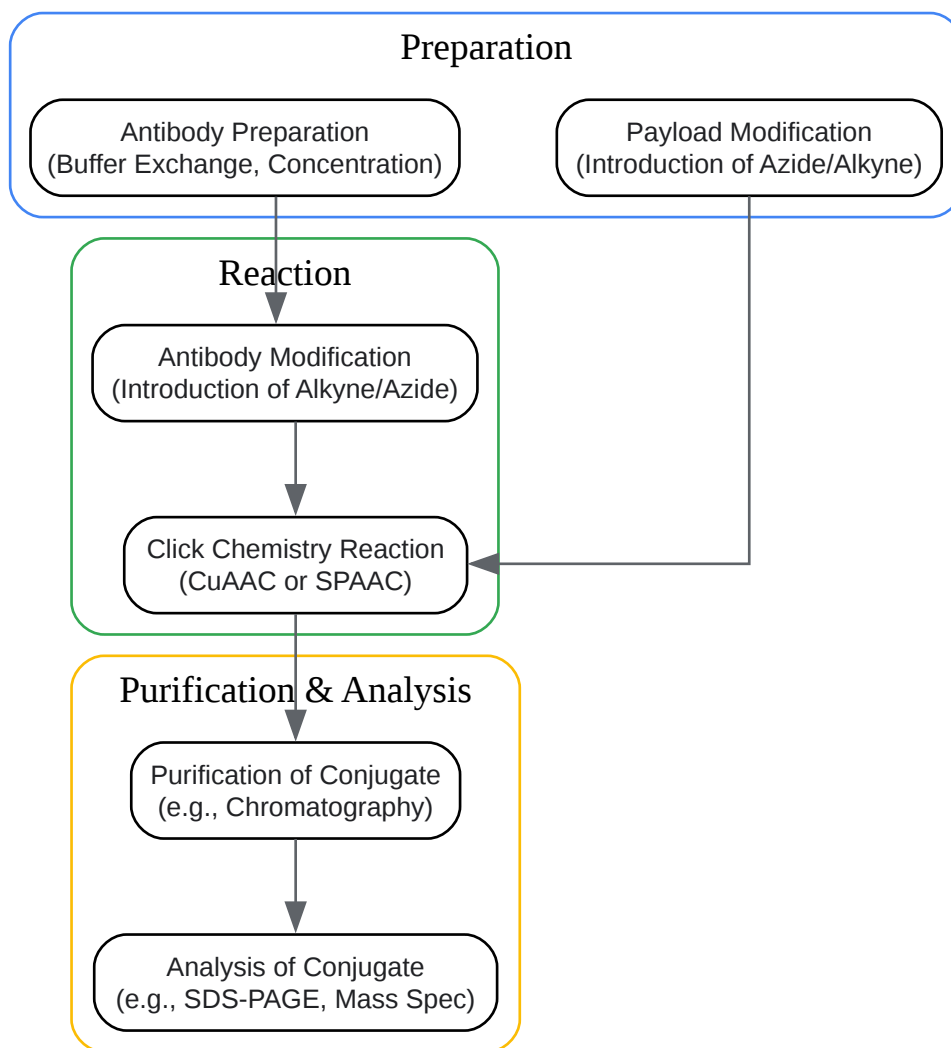 Preparation
Antibody Preparation
(Buffer Exchange, Concentration)
Payload Modification
(Introduction of Azide/Alkyne)
Reaction
Antibody Modification
(Introduction of Alkyne/Azide)
Click Chemistry Reaction
(CuAAC or SPAAC)
Purification & Analysis
Purification of Conjugate
(e.g., Chromatography)
Analysis of Conjugate
(e.g., SDS-PAGE, Mass Spec)